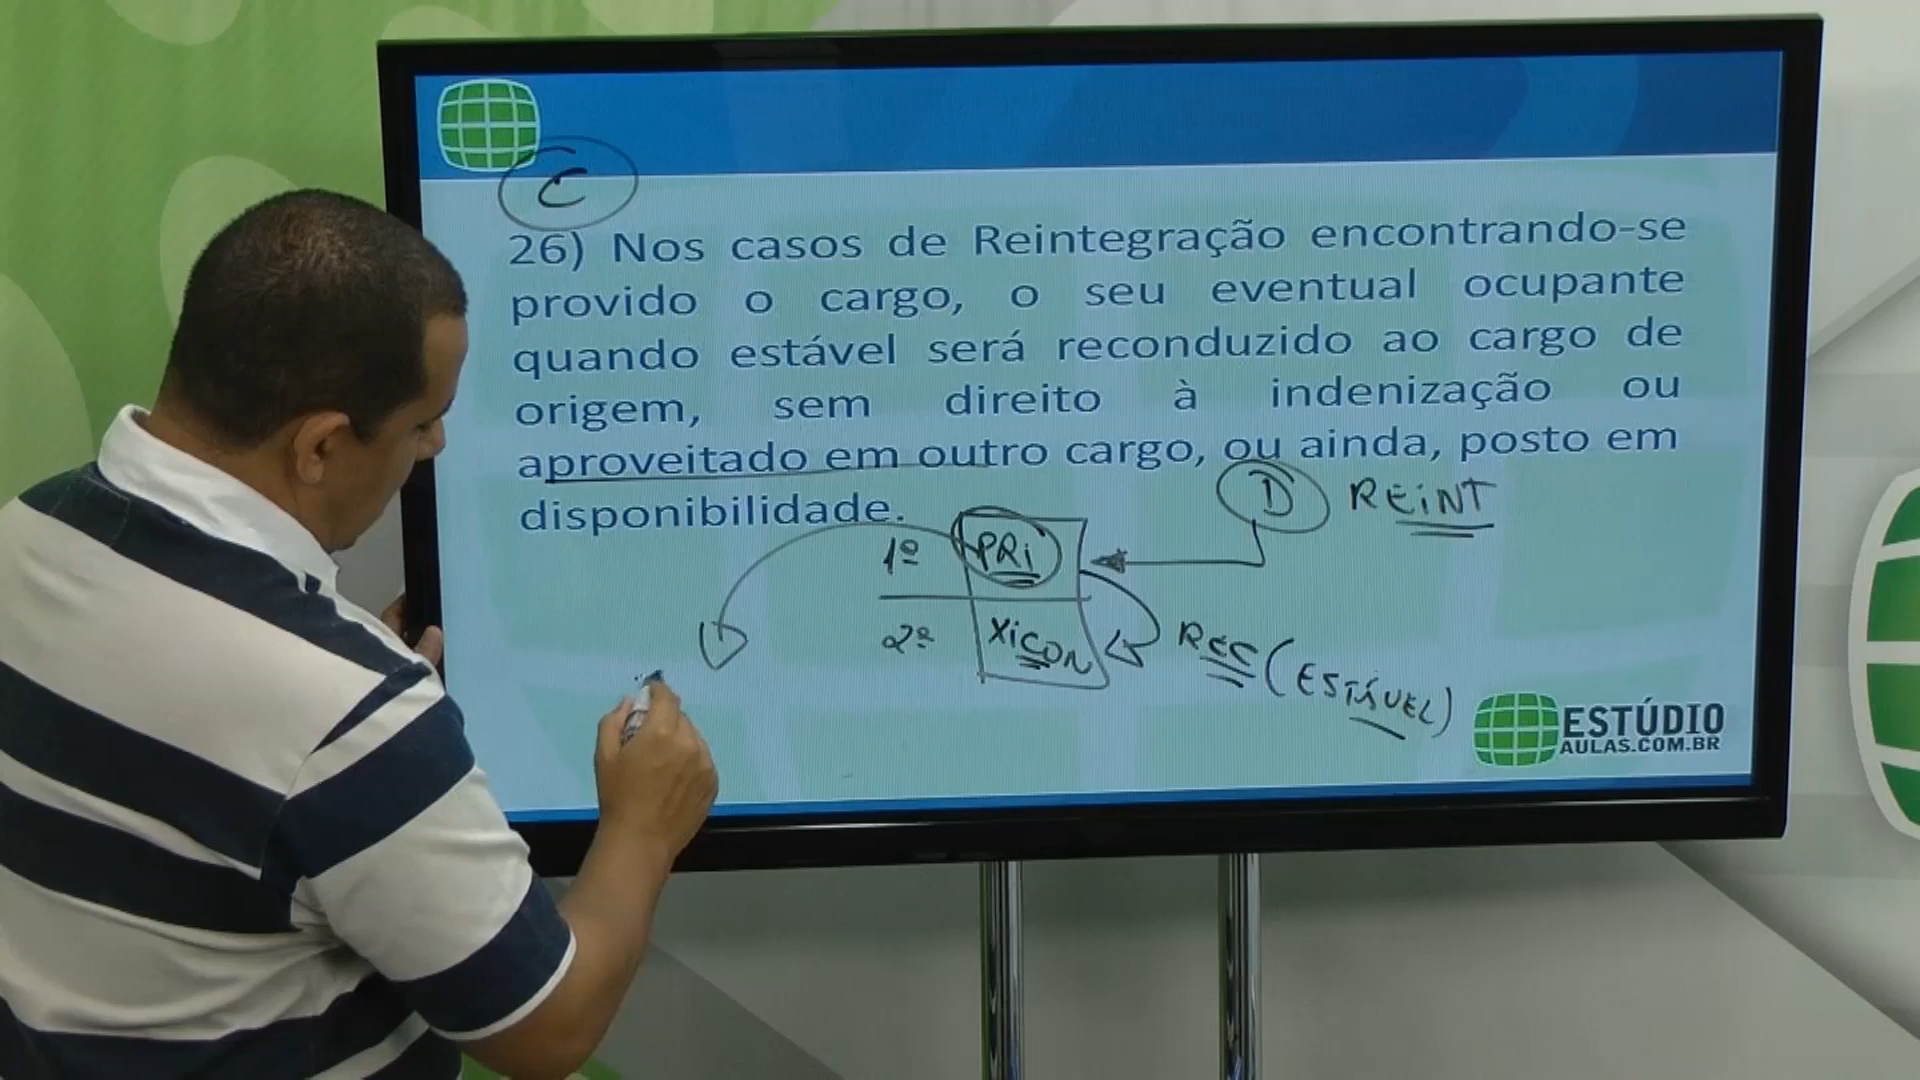 C
26) Nos casos de Reintegração encontrando-se
provido o cargo, o seu eventual ocupante
quando estável será reconduzido ao cargo de
origem, sem direito à indenização ou
aproveitado em outro cargo, ou ainda, posto em
disponibilidade.
D REINT
1º PRI
2º XICON
REC (ESTÁVEL)
ESTÚDIO
AULAS.COM.BR